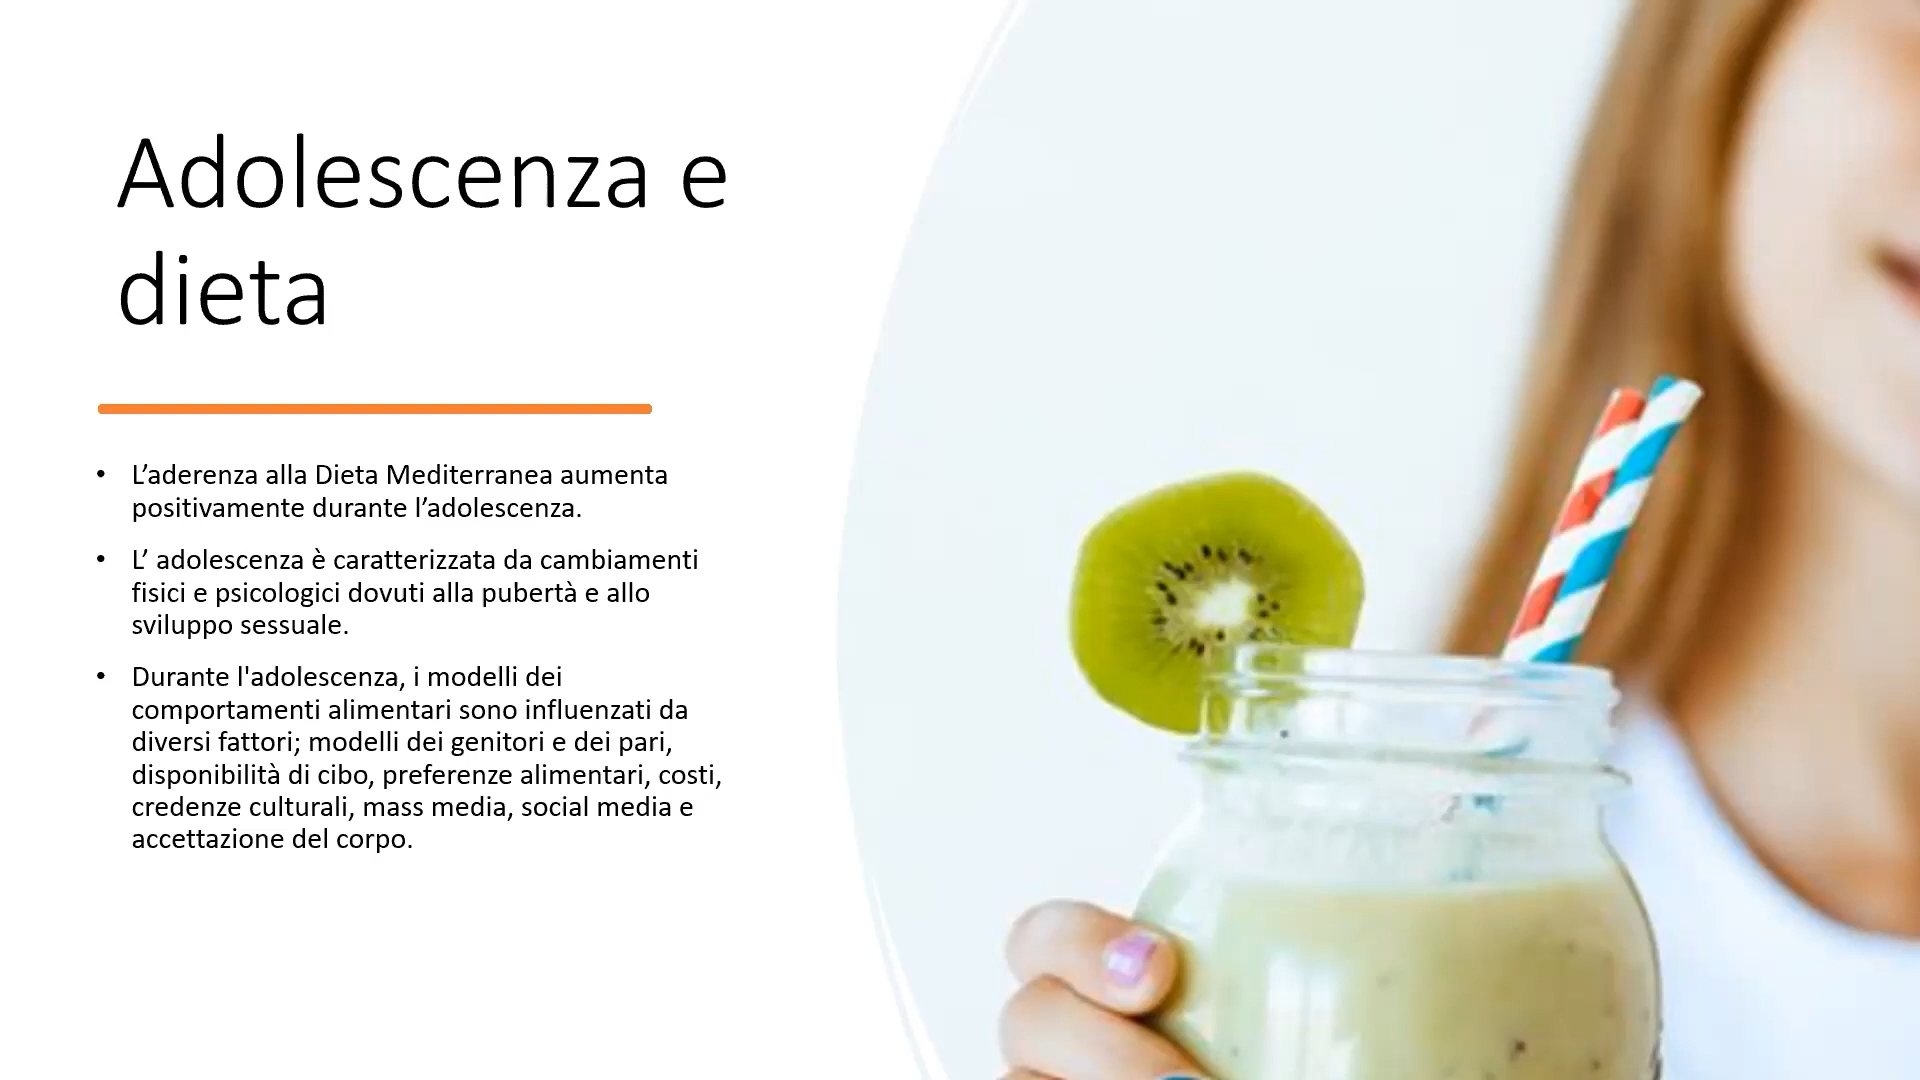 Adolescenza e
dieta
• L’aderenza alla Dieta Mediterranea aumenta
positivamente durante l’adolescenza.
• L’ adolescenza è caratterizzata da cambiamenti
fisici e psicologici dovuti alla pubertà e allo
sviluppo sessuale.
• Durante l'adolescenza, i modelli dei
comportamenti alimentari sono influenzati da
diversi fattori; modelli dei genitori e dei pari,
disponibilità di cibo, preferenze alimentari, costi,
credenze culturali, mass media, social media e
accettazione del corpo.